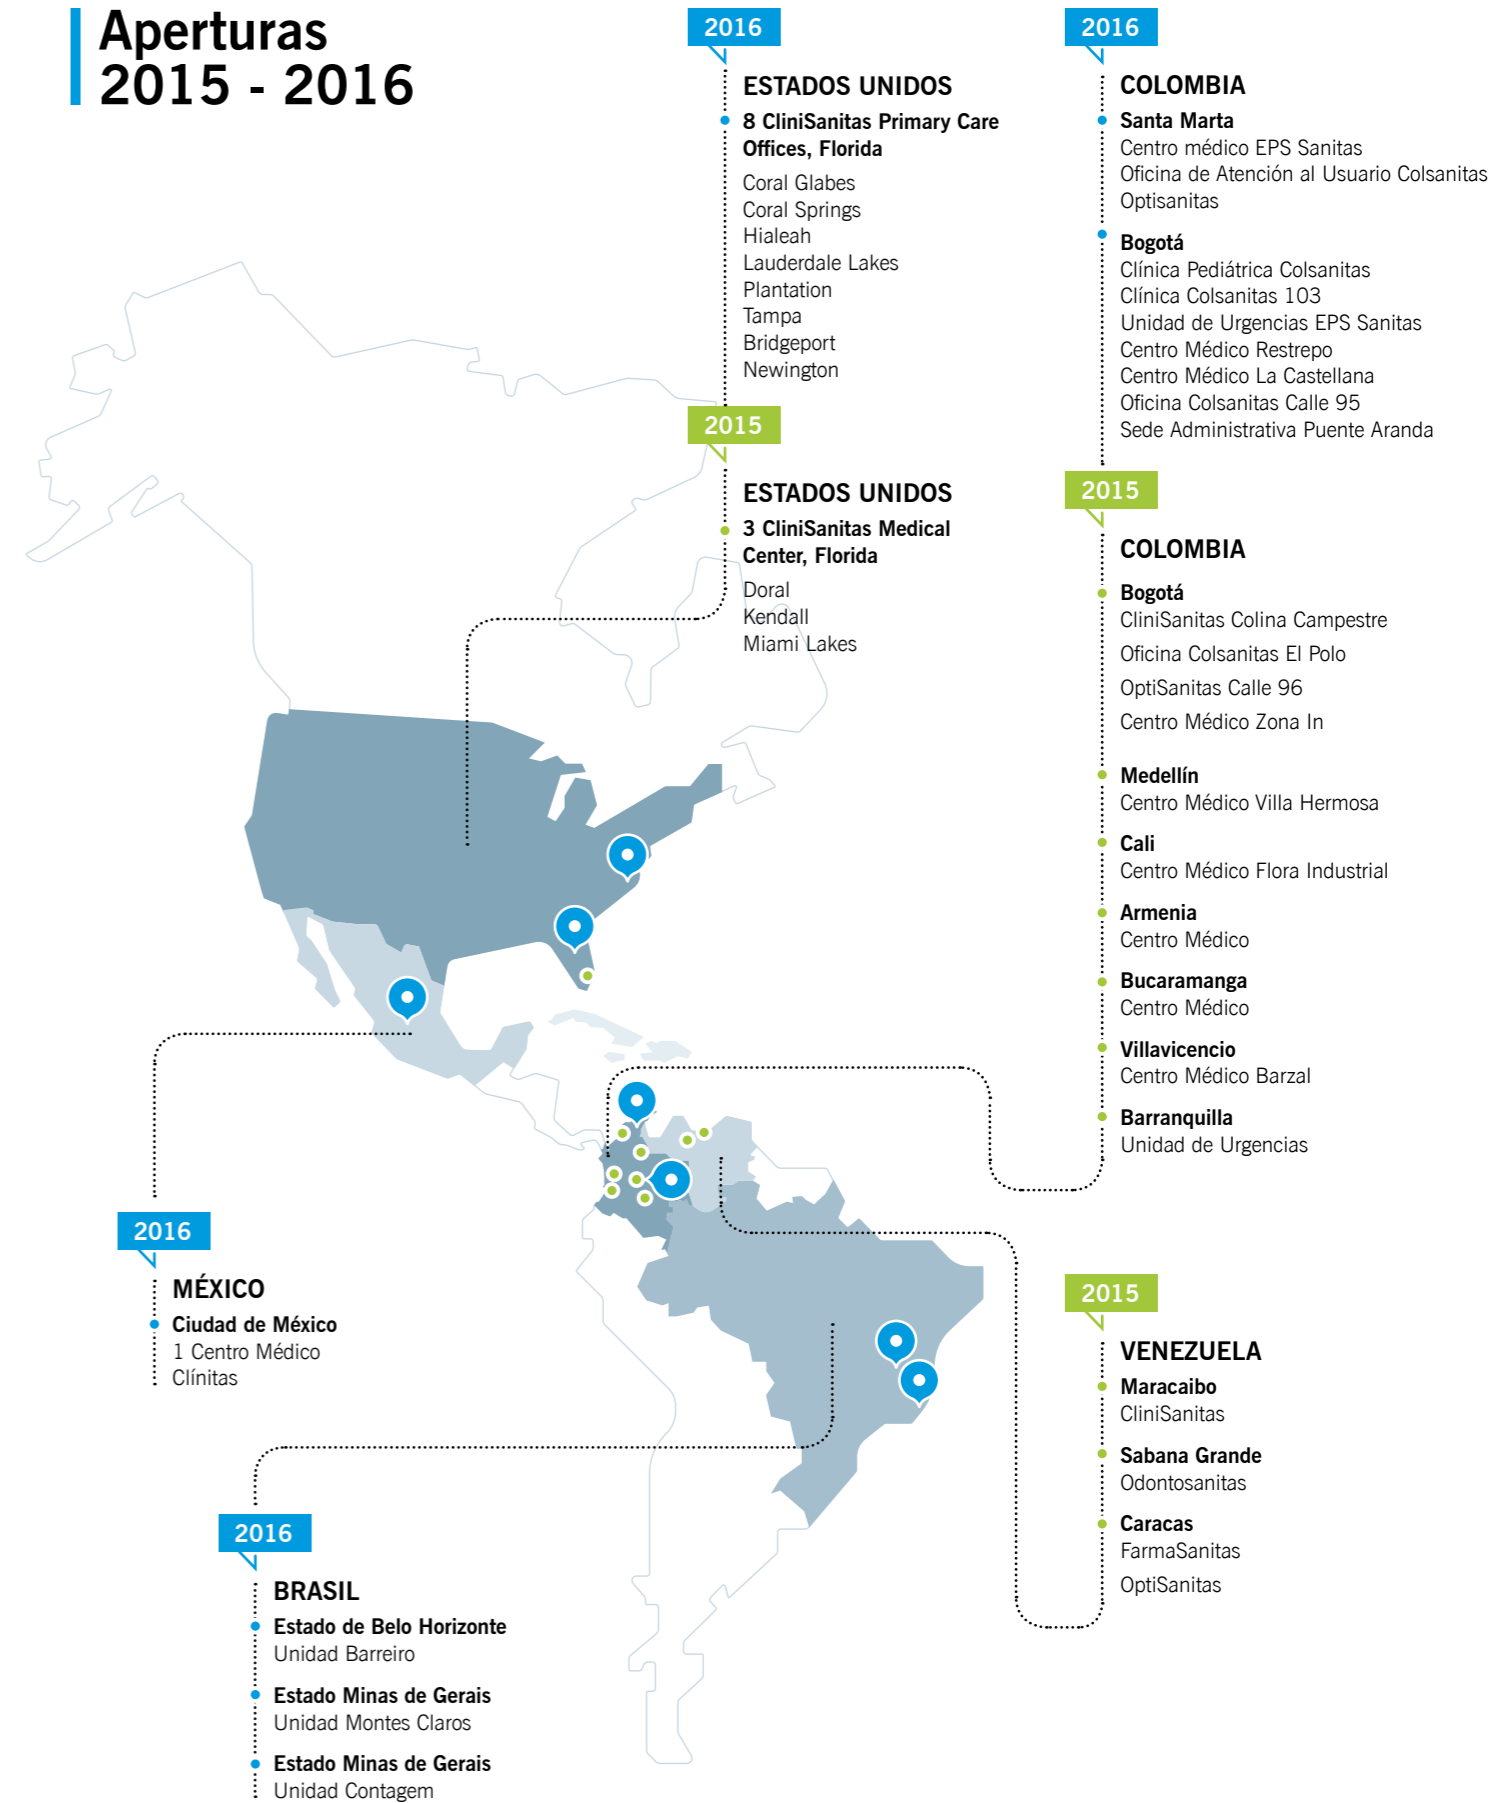 Aperturas
2015 - 2016
2016
ESTADOS UNIDOS
8 CliniSanitas Primary Care
Offices, Florida
Coral Glabes
Coral Springs
Hialeah
Lauderdale Lakes
Plantation
Tampa
Bridgeport
Newington
2015
ESTADOS UNIDOS
3 CliniSanitas Medical
Center, Florida
Doral
Kendall
Miami Lakes
2016
COLOMBIA
Santa Marta
Centro médico EPS Sanitas
Oficina de Atención al Usuario Colsanitas
Optisanitas
Bogotá
Clínica Pediátrica Colsanitas
Clínica Colsanitas 103
Unidad de Urgencias EPS Sanitas
Centro Médico Restrepo
Centro Médico La Castellana
Oficina Colsanitas Calle 95
Sede Administrativa Puente Aranda
2015
COLOMBIA
Bogotá
CliniSanitas Colina Campestre
Oficina Colsanitas El Polo
OptiSanitas Calle 96
Centro Médico Zona In
Medellín
Centro Médico Villa Hermosa
Cali
Centro Médico Flora Industrial
Armenia
Centro Médico
Bucaramanga
Centro Médico
Villavicencio
Centro Médico Barzal
Barranquilla
Unidad de Urgencias
2016
MÉXICO
Ciudad de México
1 Centro Médico
Clínitas
2015
VENEZUELA
Maracaibo
CliniSanitas
Sabana Grande
Odontosanitas
Caracas
FarmaSanitas
OptiSanitas
2016
BRASIL
Estado de Belo Horizonte
Unidad Barreiro
Estado Minas de Gerais
Unidad Montes Claros
Estado Minas de Gerais
Unidad Contagem